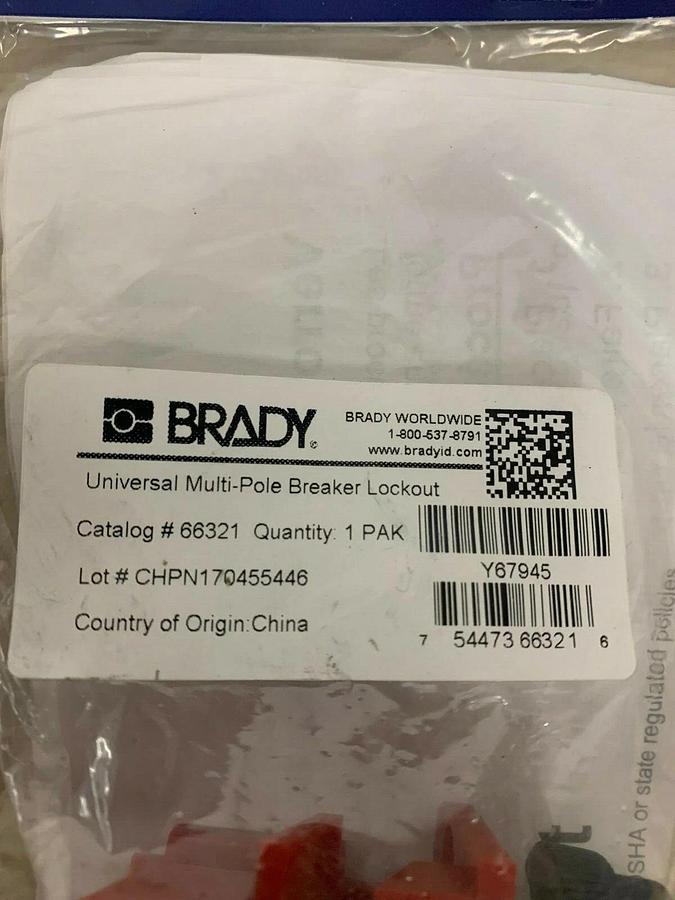 BRADY®
BRADY WORLDWIDE
1-800-537-8791
www.bradyid.com
Universal Multi-Pole Breaker Lockout
Catalog # 66321 Quantity: 1 PAK
Y67945
Lot # CHPN170455446
Country of Origin:China
7 54473 66321 6
or state regulated policies